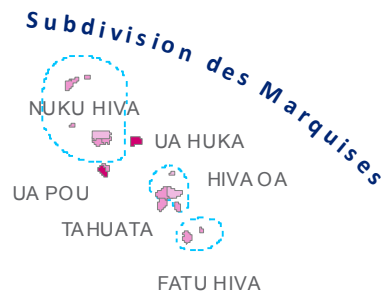 Subdivision des Marquises
NUKU HIVA
UA HUKA
HIVA OA
UA POU
TAHUATA
FATU HIVA